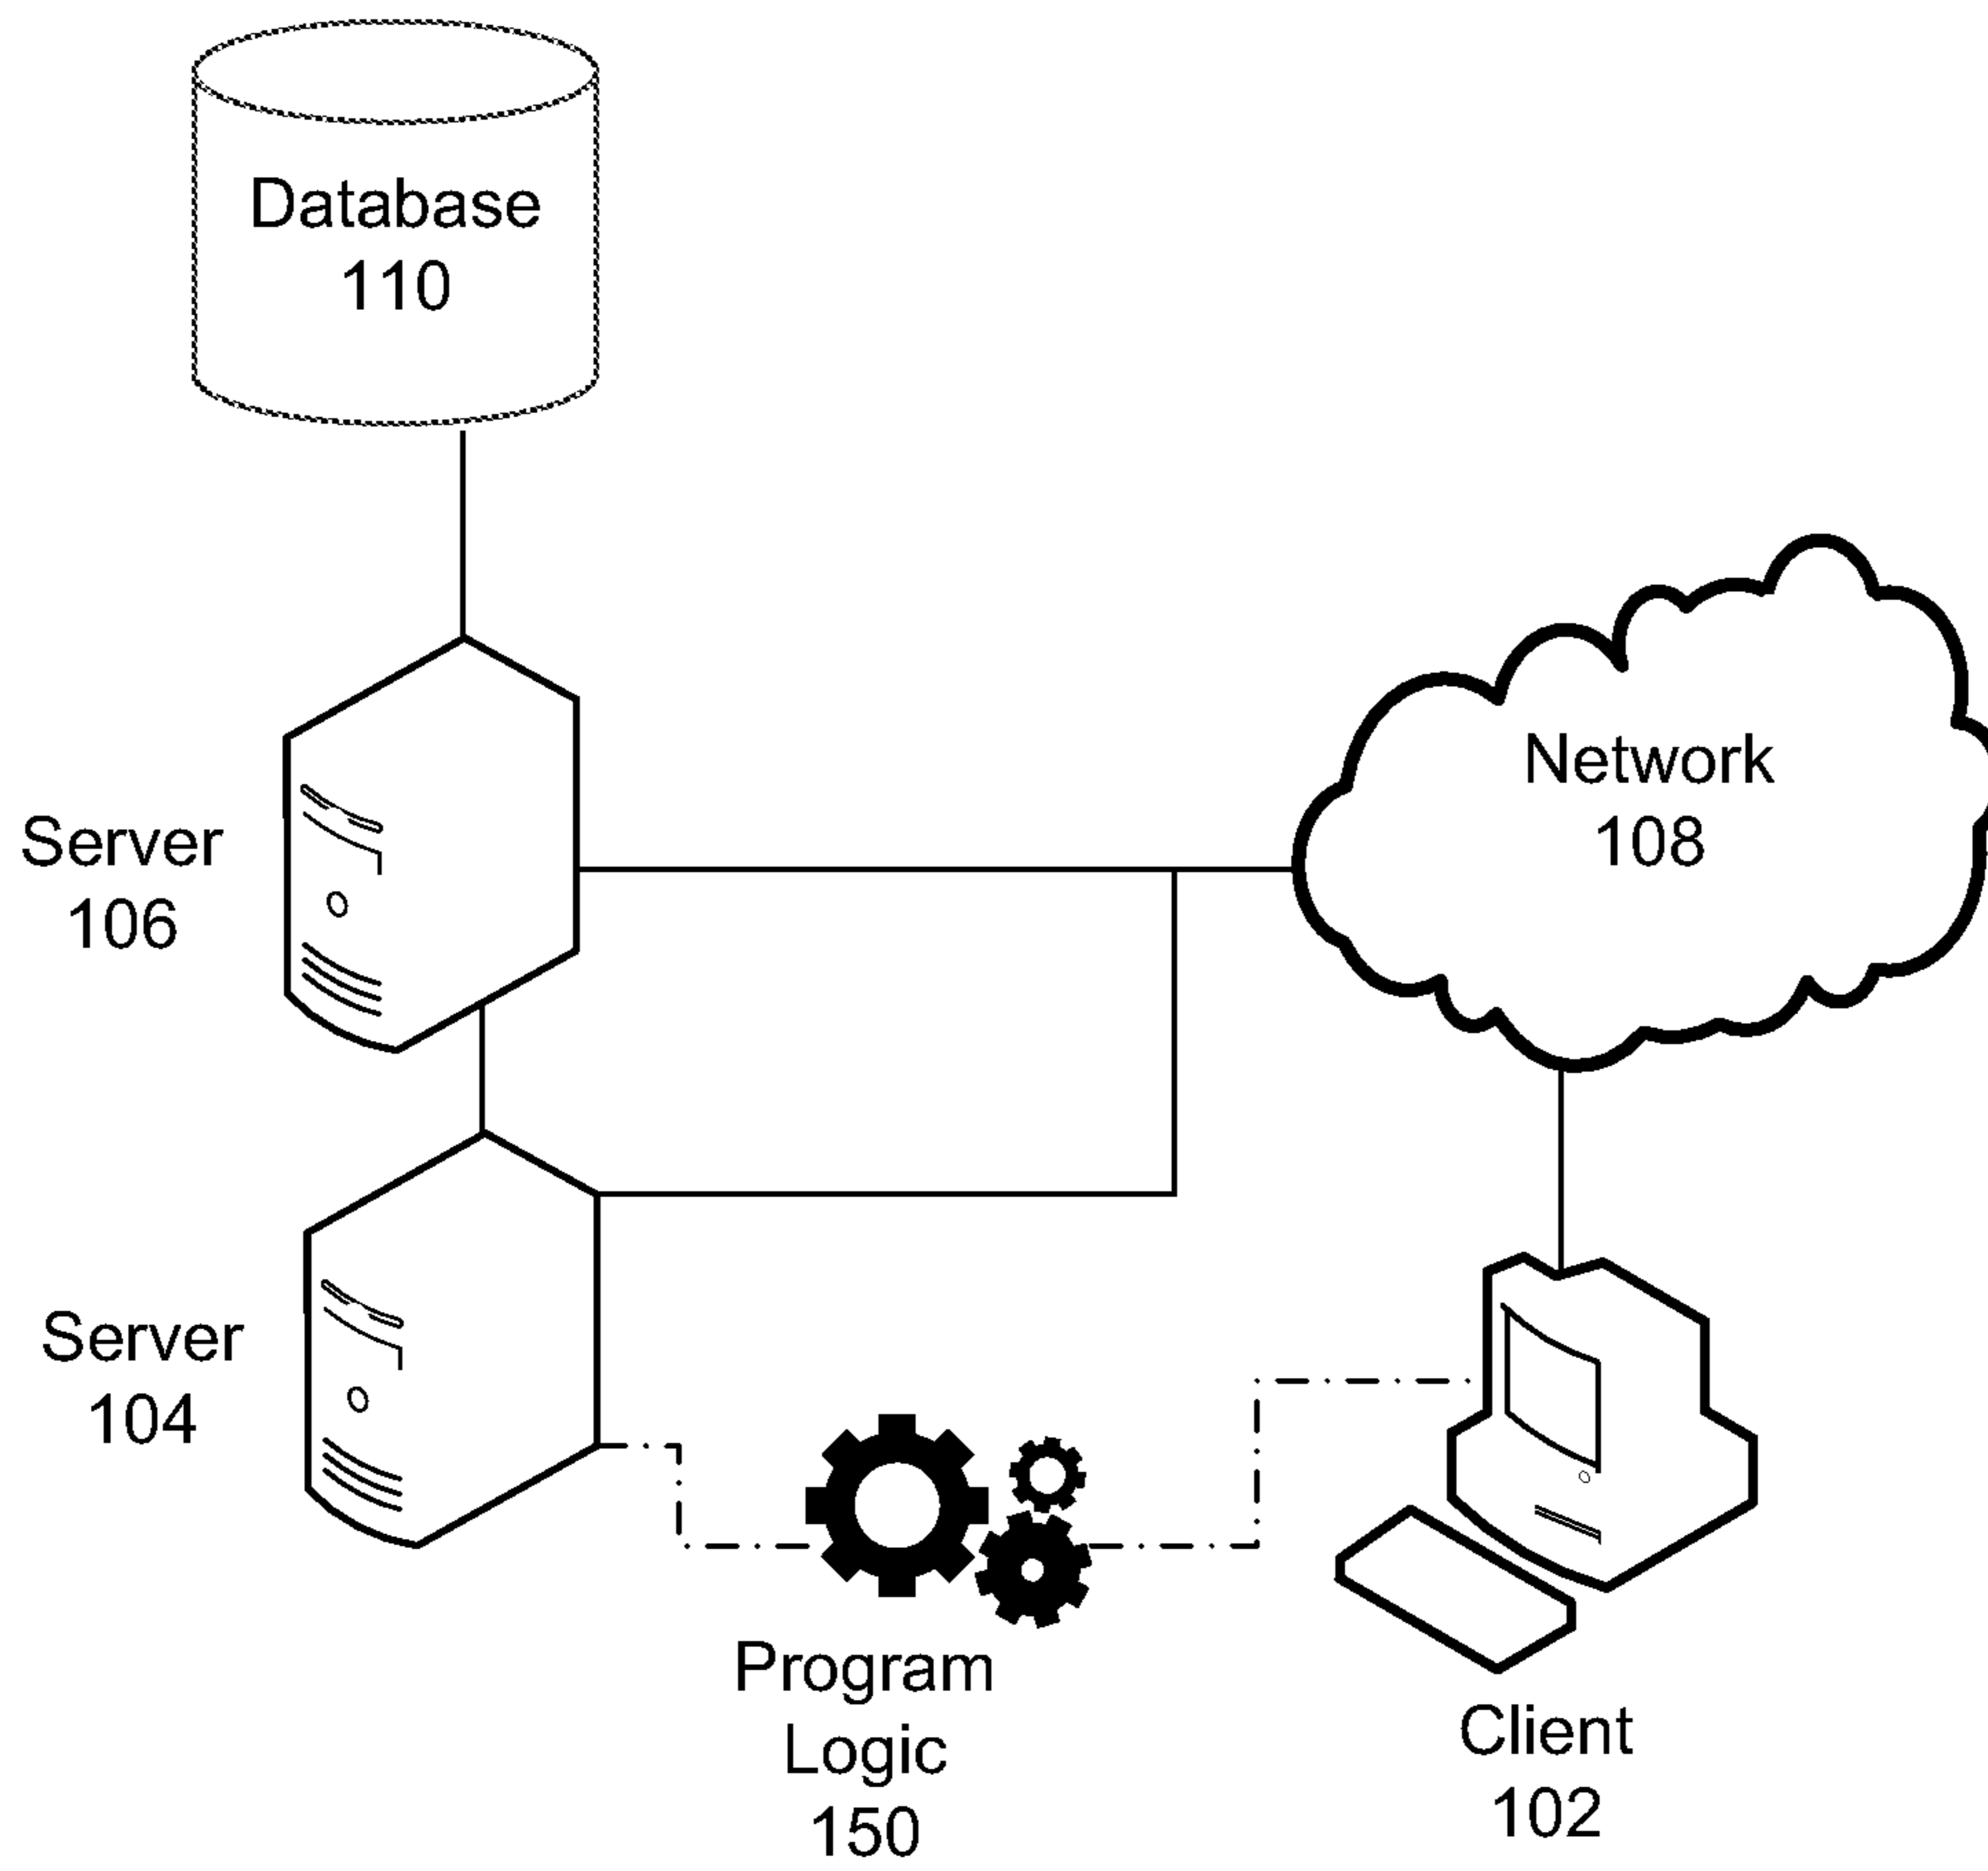 Database
110
Network
108
Server
106
Server
104
Program
Logic
150
Client
102